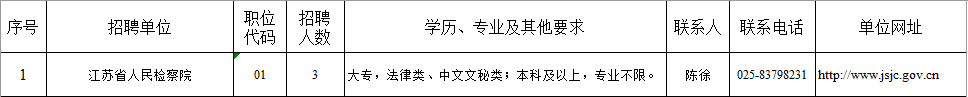 序号 招聘单位 职位代码 招聘人数 学历、专业及其他要求 联系人 联系电话 单位网址
1 江苏省人民检察院 01 3 大专，法律类、中文文秘类；本科及以上，专业不限。 陈徐 025-83798231 http://www.jsjc.gov.cn